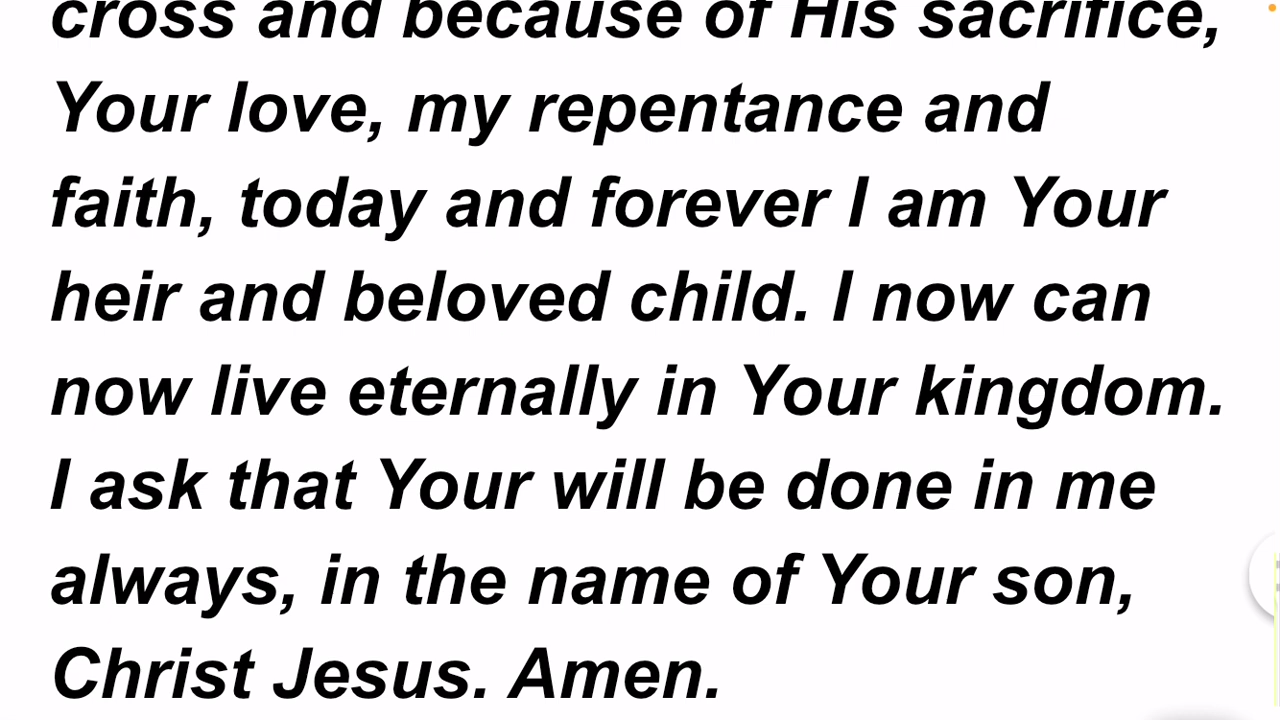 cross and because of His sacrifice,
Your love, my repentance and
faith, today and forever I am Your
heir and beloved child. I now can
now live eternally in Your kingdom.
I ask that Your will be done in me
always, in the name of Your son,
Christ Jesus. Amen.